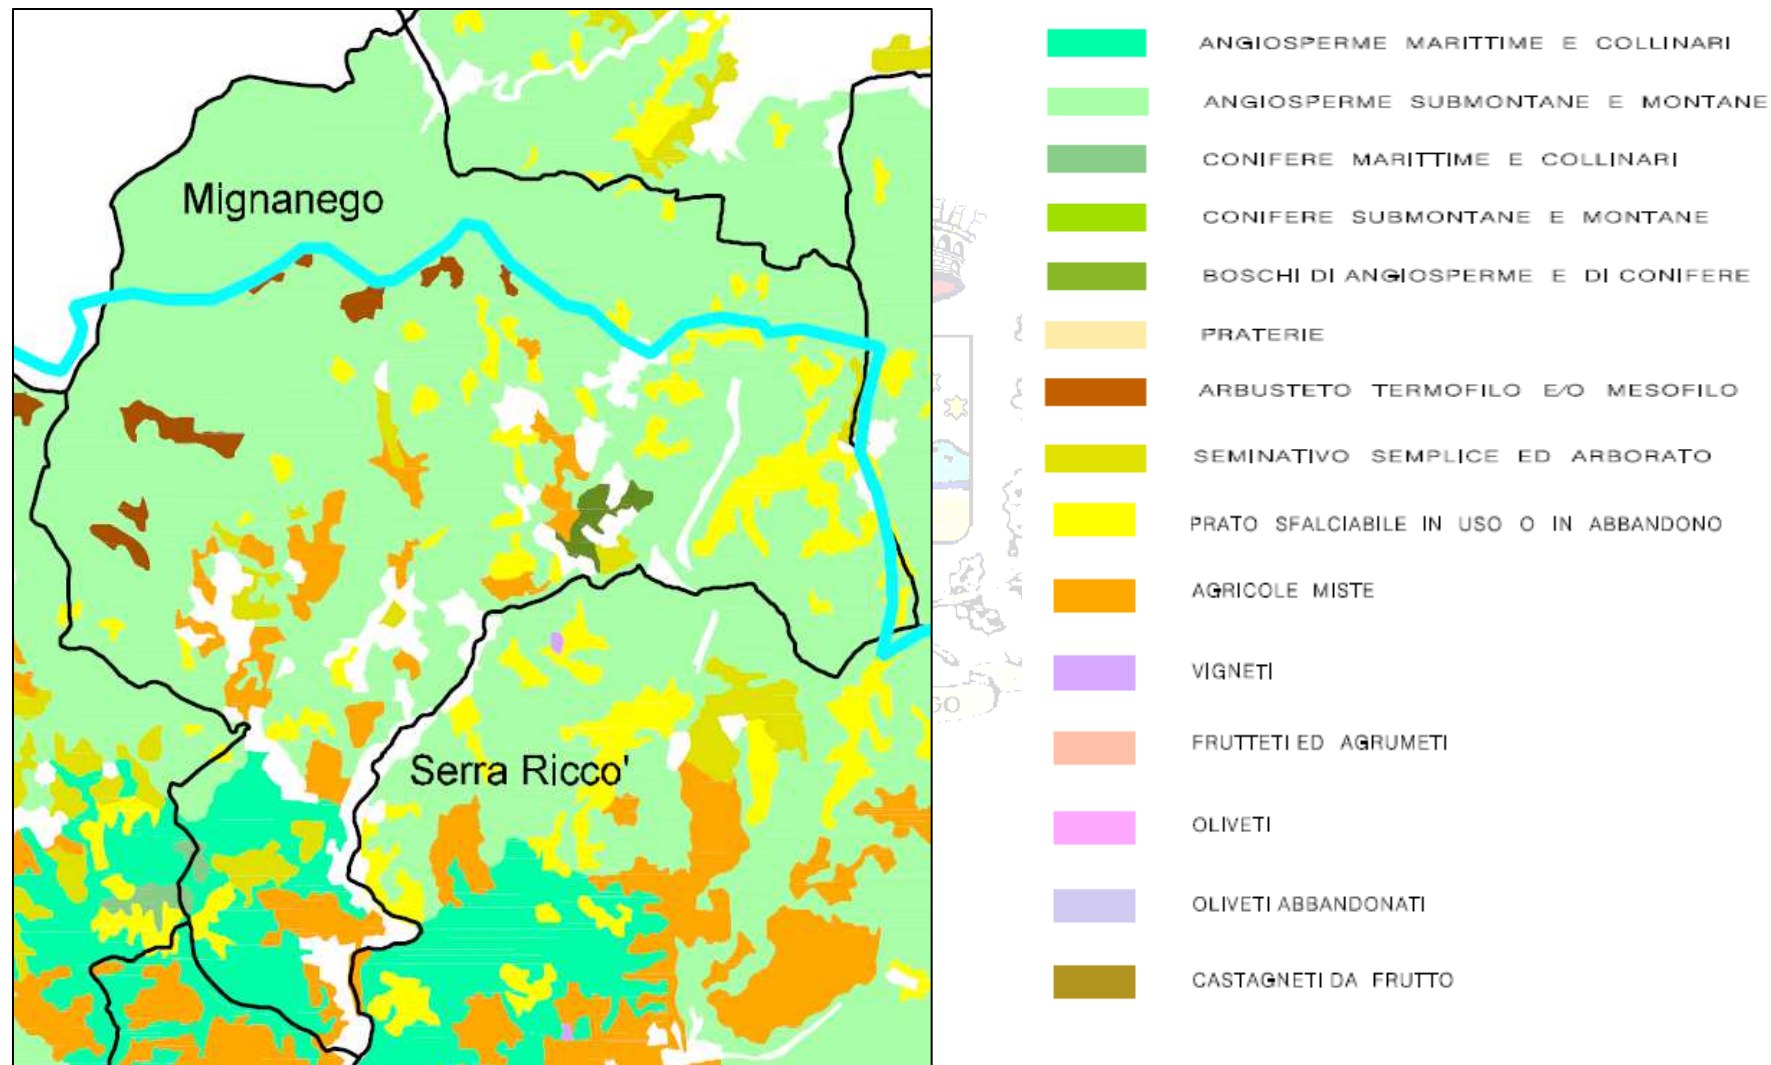 Mignanego
Serra Ricco'
ANGIOSPERME MARITTIME E COLLINARI
ANGIOSPERME SUBMONTANE E MONTANE
CONIFERE MARITTIME E COLLINARI
CONIFERE SUBMONTANE E MONTANE
BOSCHI DI ANGIOSPERME E DI CONIFERE
PRATERIE
ARBUSTETO TERMOFILO E/O MESOFILO
SEMINATIVO SEMPLICE ED ARBORATO
PRATO SFALCIABILE IN USO O IN ABBANDONO
AGRICOLE MISTE
VIGNETI
FRUTTETI ED AGRUMETI
OLIVETI
OLIVETI ABBANDONATI
CASTAGNETI DA FRUTTO